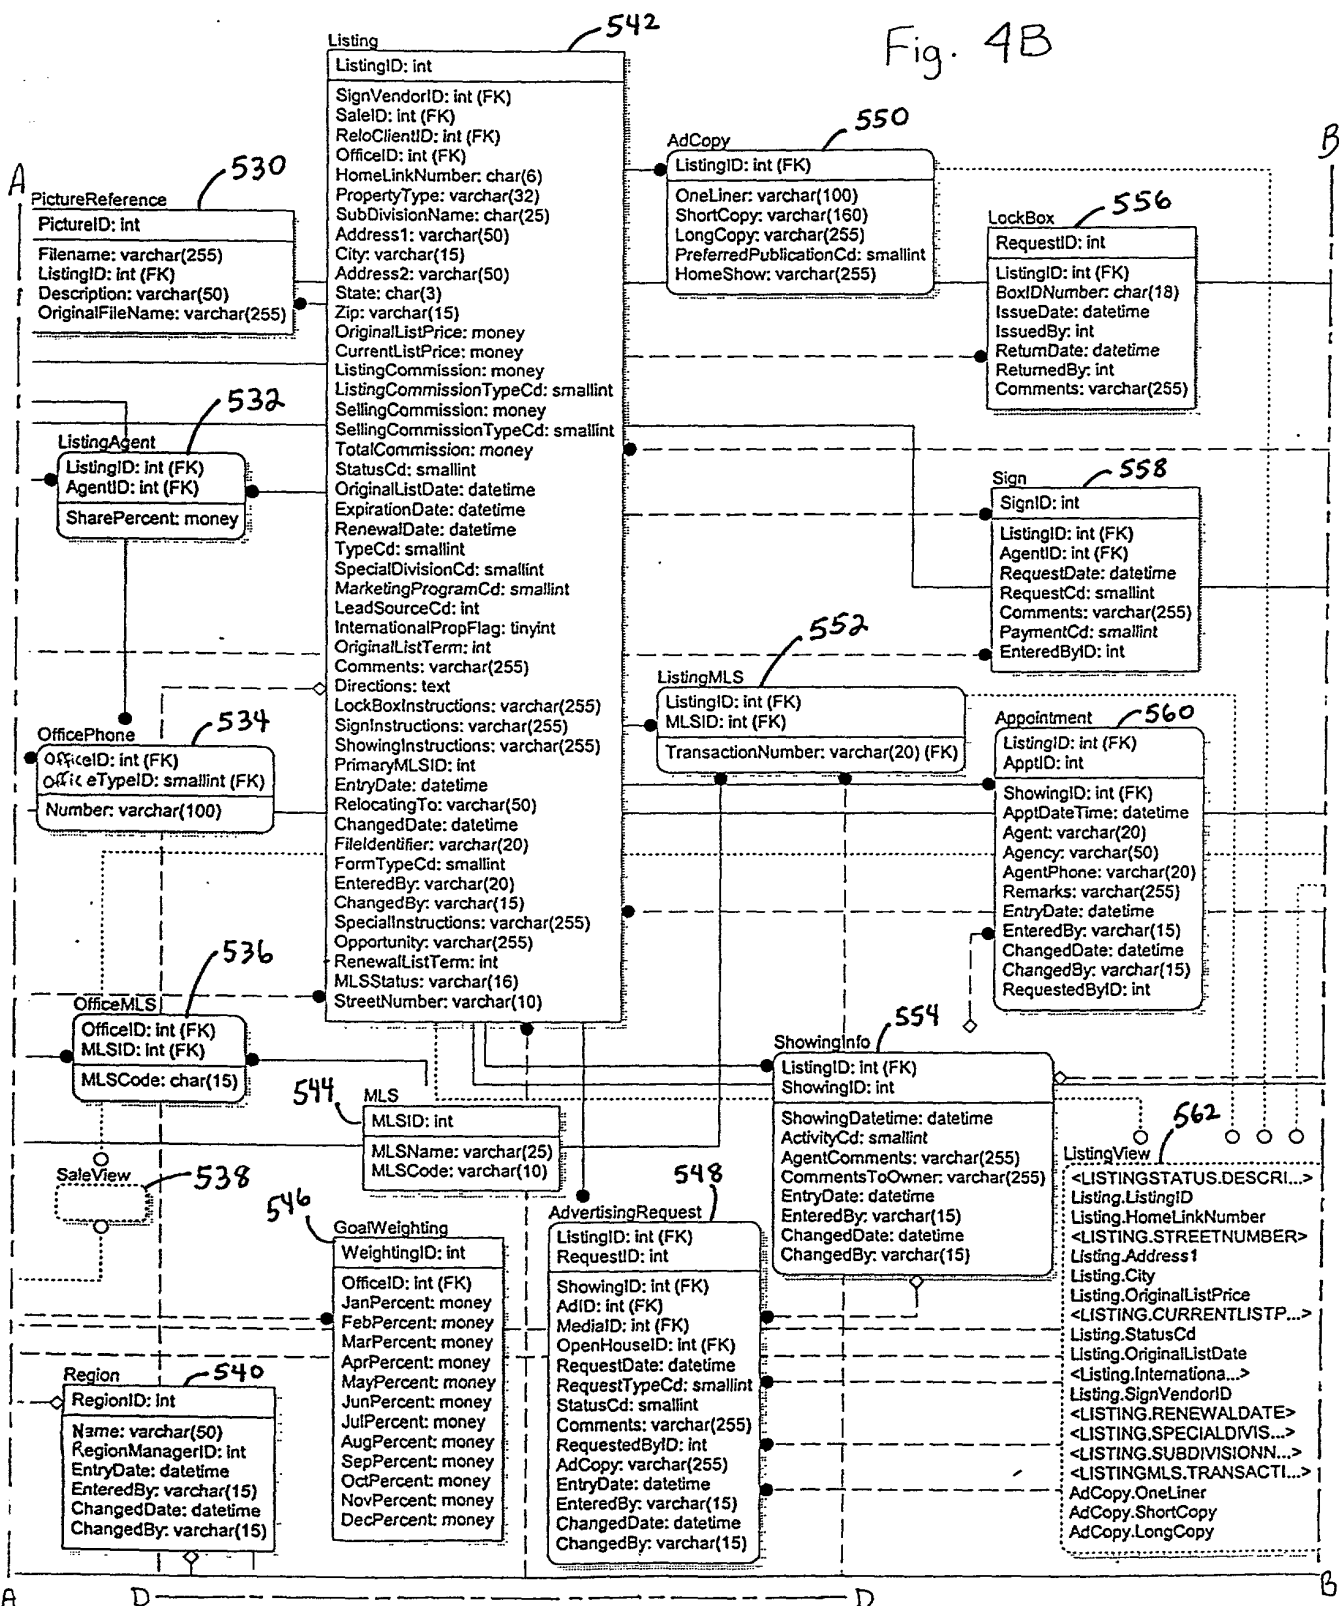 Fig. 4B
A
B
530
PictureReference
PictureID: int
Filename: varchar(255)
ListingID: int (FK)
Description: varchar(50)
OriginalFileName: varchar(255)
532
ListingAgent
ListingID: int (FK)
AgentID: int (FK)
SharePercent: money
534
OfficePhone
OfficeID: int (FK)
OfficeTypeID: smallint (FK)
Number: varchar(100)
536
OfficeMLS
OfficeID: int (FK)
MLSID: int (FK)
MLSCode: char(15)
SaleView
538
540
Region
RegionID: int
Name: varchar(50)
RegionManagerID: int
EntryDate: datetime
EnteredBy: varchar(15)
ChangedDate: datetime
ChangedBy: varchar(15)
542
Listing
ListingID: int
SignVendorID: int (FK)
SaleID: int (FK)
ReloClientID: int (FK)
OfficeID: int (FK)
HomeLinkNumber: char(6)
PropertyType: varchar(32)
SubDivisionName: char(25)
Address1: varchar(50)
City: varchar(15)
Address2: varchar(50)
State: char(3)
Zip: varchar(15)
OriginalListPrice: money
CurrentListPrice: money
ListingCommission: money
ListingCommissionTypeCd: smallint
SellingCommission: money
SellingCommissionTypeCd: smallint
TotalCommission: money
StatusCd: smallint
OriginalListDate: datetime
ExpirationDate: datetime
RenewalDate: datetime
TypeCd: smallint
SpecialDivisionCd: smallint
MarketingProgramCd: smallint
LeadSourceCd: int
InternationalPropFlag: tinyint
OriginalListTerm: int
Comments: varchar(255)
Directions: text
LockBoxInstructions: varchar(255)
SignInstructions: varchar(255)
ShowingInstructions: varchar(255)
PrimaryMLSID: int
EntryDate: datetime
RelocatingTo: varchar(50)
ChangedDate: datetime
FileIdentifier: varchar(20)
FormTypeCd: smallint
EnteredBy: varchar(20)
ChangedBy: varchar(15)
SpecialInstructions: varchar(255)
Opportunity: varchar(255)
RenewalListTerm: int
MLSStatus: varchar(16)
StreetNumber: varchar(10)
544
MLS
MLSID: int
MLSName: varchar(25)
MLSCode: varchar(10)
546
GoalWeighting
WeightingID: int
OfficeID: int (FK)
JanPercent: money
FebPercent: money
MarPercent: money
AprPercent: money
MayPercent: money
JunPercent: money
JulPercent: money
AugPercent: money
SepPercent: money
OctPercent: money
NovPercent: money
DecPercent: money
548
AdvertisingRequest
ListingID: int (FK)
RequestID: int
ShowingID: int (FK)
AdID: int (FK)
MediaID: int (FK)
OpenHouseID: int (FK)
RequestDate: datetime
RequestTypeCd: smallint
StatusCd: smallint
Comments: varchar(255)
RequestedByID: int
AdCopy: varchar(255)
EntryDate: datetime
EnteredBy: varchar(15)
ChangedDate: datetime
ChangedBy: varchar(15)
550
AdCopy
ListingID: int (FK)
OneLiner: varchar(100)
ShortCopy: varchar(160)
LongCopy: varchar(255)
PreferredPublicationCd: smallint
HomeShow: varchar(255)
552
ListingMLS
ListingID: int (FK)
MLSID: int (FK)
TransactionNumber: varchar(20) (FK)
554
ShowingInfo
ListingID: int (FK)
ShowingID: int
ShowingDatetime: datetime
ActivityCd: smallint
AgentComments: varchar(255)
CommentsToOwner: varchar(255)
EntryDate: datetime
EnteredBy: varchar(15)
ChangedDate: datetime
ChangedBy: varchar(15)
556
LockBox
RequestID: int
ListingID: int (FK)
BoxIDNumber: char(18)
IssueDate: datetime
IssuedBy: int
ReturnDate: datetime
ReturnedBy: int
Comments: varchar(255)
558
Sign
SignID: int
ListingID: int (FK)
AgentID: int (FK)
RequestDate: datetime
RequestCd: smallint
Comments: varchar(255)
PaymentCd: smallint
EnteredByID: int
560
Appointment
ListingID: int (FK)
ApptID: int
ShowingID: int (FK)
ApptDateTime: datetime
Agent: varchar(20)
Agency: varchar(50)
AgentPhone: varchar(20)
Remarks: varchar(255)
EntryDate: datetime
EnteredBy: varchar(15)
ChangedDate: datetime
ChangedBy: varchar(15)
RequestedByID: int
562
ListingView
<LISTINGSTATUS.DESCRI...>
Listing.ListingID
Listing.HomeLinkNumber
<LISTING.STREETNUMBER>
Listing.Address1
Listing.City
Listing.OriginalListPrice
<LISTING.CURRENTLISTP...>
Listing.StatusCd
Listing.OriginalListDate
<Listing.Internationa...>
Listing.SignVendorID
<LISTING.RENEWALDATE>
<LISTING.SPECIALDIVIS...>
<LISTING.SUBDIVISIONN...>
<LISTINGMLS.TRANSACTI...>
AdCopy.OneLiner
AdCopy.ShortCopy
AdCopy.LongCopy
A
D
D
B